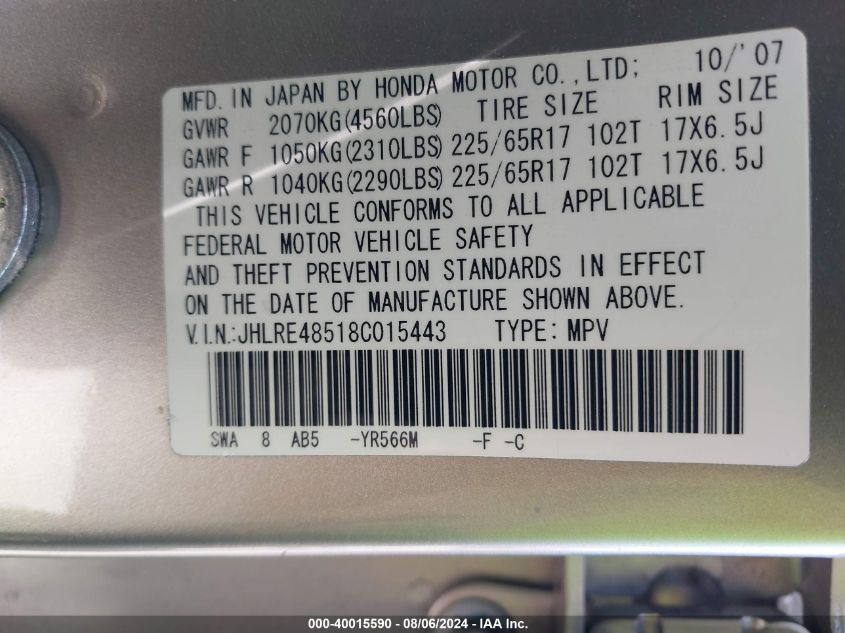 MFD. IN JAPAN BY HONDA MOTOR CO.,LTD; 10/'07
GVWR 2070KG(4560LBS) TIRE SIZE RIM SIZE
GAWR F 1050KG(2310LBS) 225/65R17 102T 17X6.5J
GAWR R 1040KG(2290LBS) 225/65R17 102T 17X6.5J
THIS VEHICLE CONFORMS TO ALL APPLICABLE
FEDERAL MOTOR VEHICLE SAFETY
AND THEFT PREVENTION STANDARDS IN EFFECT
ON THE DATE OF MANUFACTURE SHOWN ABOVE.
V.I.N.:JHLRE48518C015443 TYPE: MPV
SWA 8 AB5 -YR566M -F -C
000-40015590 - 08/06/2024 - IAA Inc.